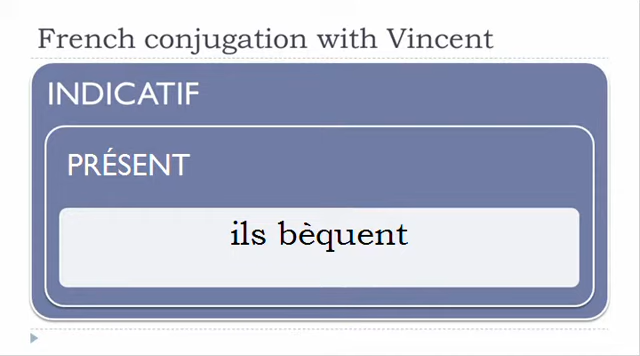 French conjugation with Vincent
INDICATIF
PRÉSENT
ils bèquent